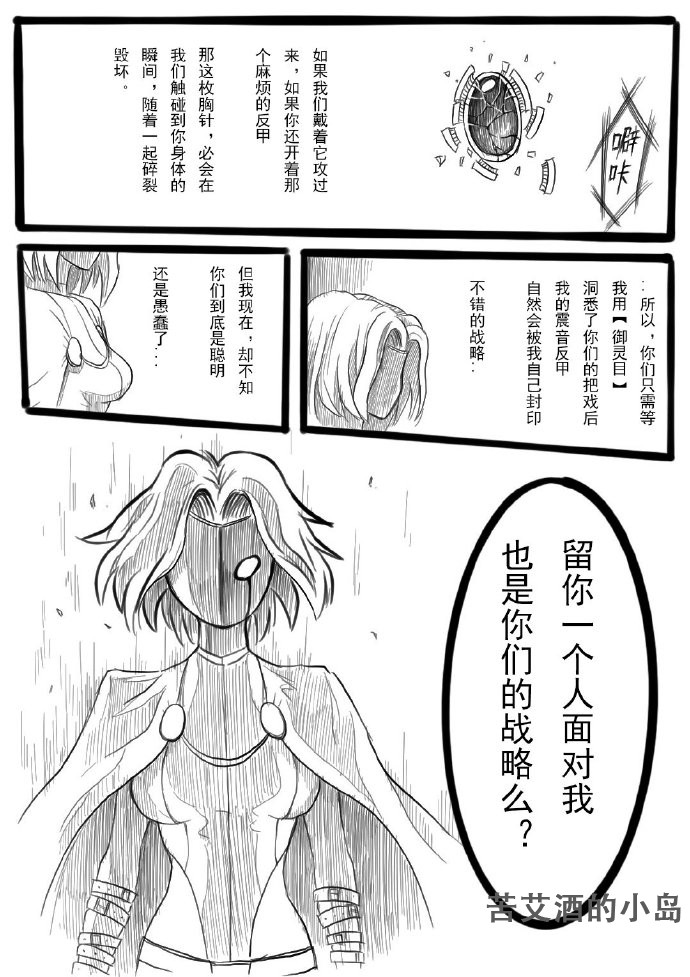 噼咔
如果我们戴着它攻过
来，如果你还开着那
个麻烦的反甲
那这枚胸针，必会在
我们触碰到你身体的
瞬间，随着一起碎裂
毁坏。
：所以，你们只需等
我用【御灵目】
洞悉了你们的把戏后
我的震音反甲
自然会被我自己封印
不错的战略：
但我现在，却不知
你们到底是聪明
还是愚蠢了：：
留你一个人面对我
也是你们的战略么？
苦艾酒的小岛